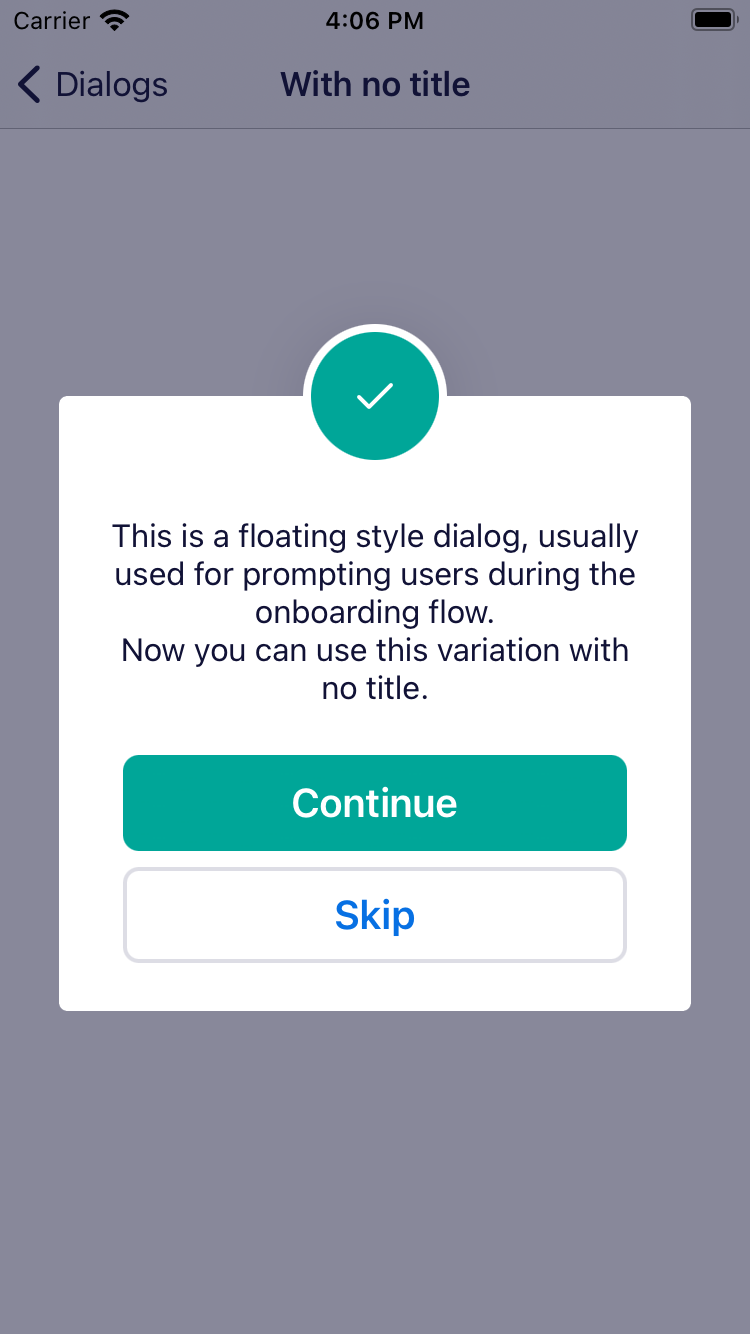 Carrier 4:06 PM
Dialogs With no title
This is a floating style dialog, usually
used for prompting users during the
onboarding flow.
Now you can use this variation with
no title.
Continue
Skip